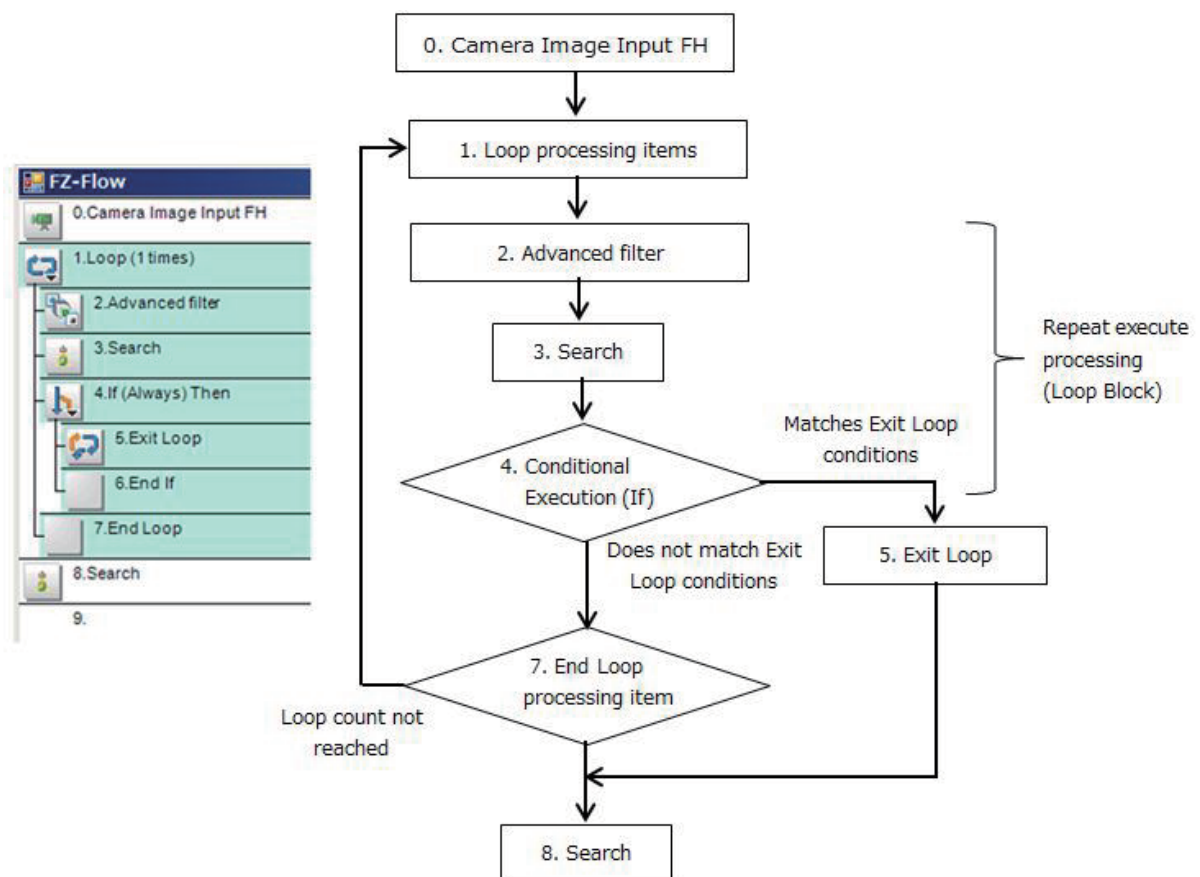 FZ-Flow
0.Camera Image Input FH
1.Loop (1 times)
2.Advanced filter
3.Search
4.If (Always) Then
5.Exit Loop
6.End If
7.End Loop
8.Search
9.
0. Camera Image Input FH
1. Loop processing items
2. Advanced filter
3. Search
Repeat execute
processing
(Loop Block)
4. Conditional
Execution (If)
Matches Exit Loop
conditions
Does not match Exit
Loop conditions
5. Exit Loop
7. End Loop
processing item
Loop count not
reached
8. Search